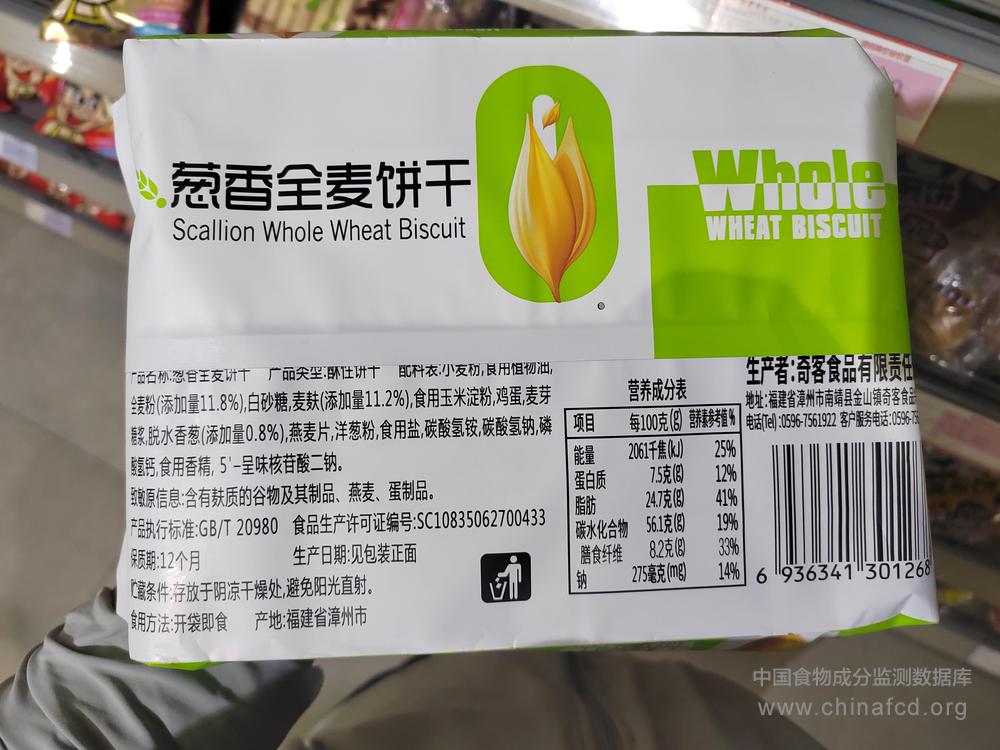 葱香全麦饼干
Scallion Whole Wheat Biscuit
Whole
WHEAT BISCUIT
产品名称:葱香全麦饼干 产品类型:酥性饼干 配料表:小麦粉,食用植物油,
全麦粉(添加量11.8%),白砂糖,麦麸(添加量11.2%),食用玉米淀粉,鸡蛋,麦芽
糖浆,脱水香葱(添加量0.8%),燕麦片,洋葱粉,食用盐,碳酸氢铵,碳酸氢钠,磷
酸氢钙,食用香精, 5'-呈味核苷酸二钠。
致敏原信息:含有麸质的谷物及其制品、燕麦、蛋制品。
产品执行标准:GB/T 20980 食品生产许可证编号:SC10835062700433
保质期:12个月 生产日期:见包装正面
贮藏条件:存放于阴凉干燥处,避免阳光直射。
食用方法:开袋即食 产地:福建省漳州市
营养成分表
项目 每100克(g) 营养素参考值%
能量 2061千焦(kJ) 25%
蛋白质 7.5克(g) 12%
脂肪 24.7克(g) 41%
碳水化合物 56.1克(g) 19%
膳食纤维 8.2克(g) 33%
钠 275毫克(mg) 14%
生产者:奇客食品有限责任
地址:福建省漳州市南靖县金山镇奇客食品
电话(Tel):0596-7561922 客户服务电话:0596-75
6 936341 301268
中国食物成分监测数据库
www.chinafcd.org